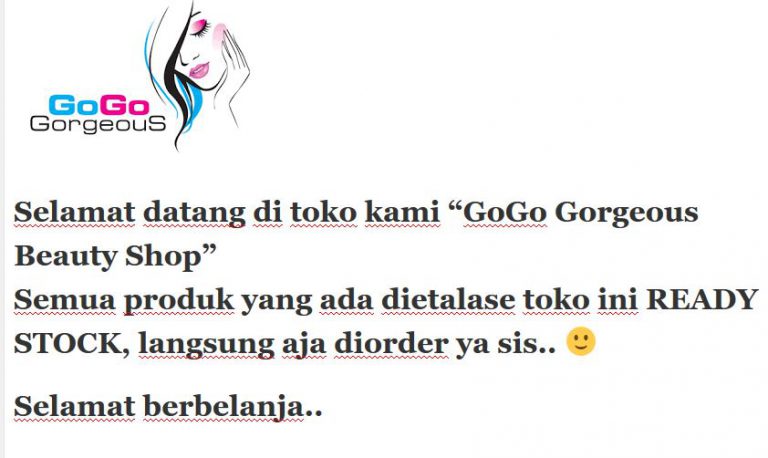 GoGo
GorgeouS
Selamat datang di toko kami “GoGo Gorgeous
Beauty Shop”
Semua produk yang ada dietalase toko ini READY
STOCK, langsung aja diorder ya sis.. 🙂
Selamat berbelanja..